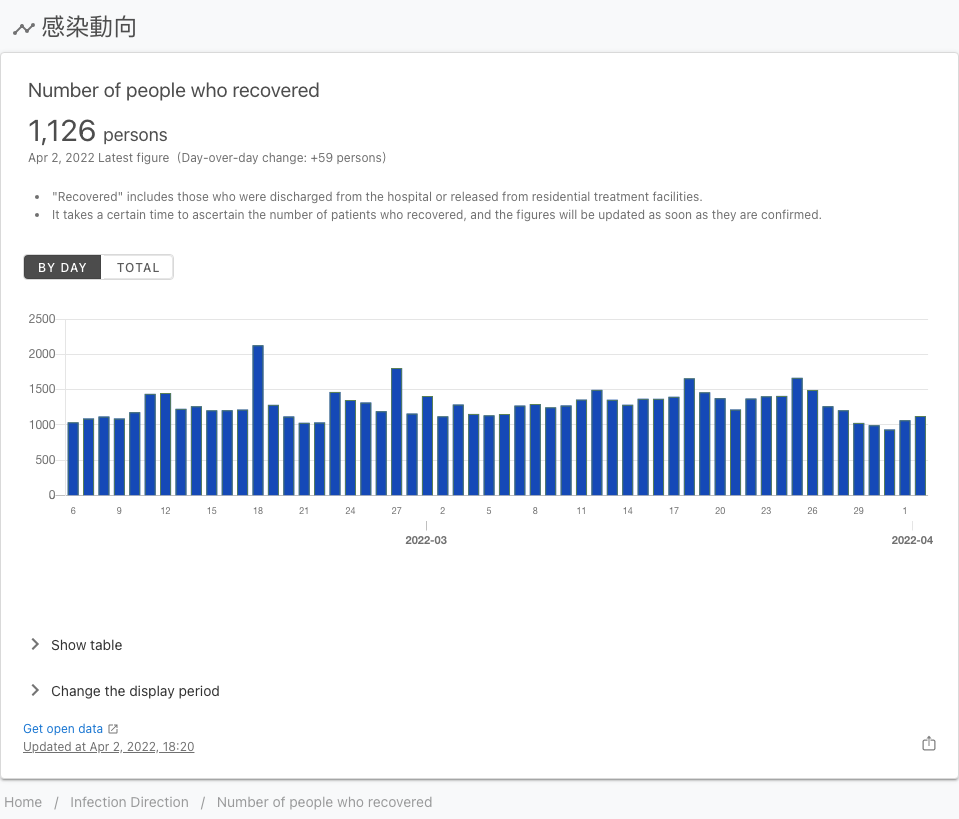 感染動向
Number of people who recovered
1,126 persons
Apr 2, 2022 Latest figure (Day-over-day change: +59 persons)
• "Recovered" includes those who were discharged from the hospital or released from residential treatment facilities.
• It takes a certain time to ascertain the number of patients who recovered, and the figures will be updated as soon as they are confirmed.
BY DAY TOTAL
2500
2000
1500
1000
500
0
6 9 12 15 18 21 24 27 2 5 8 11 14 17 20 23 26 29 1
2022-03 2022-04
Show table
Change the display period
Get open data
Updated at Apr 2, 2022, 18:20
Home / Infection Direction / Number of people who recovered